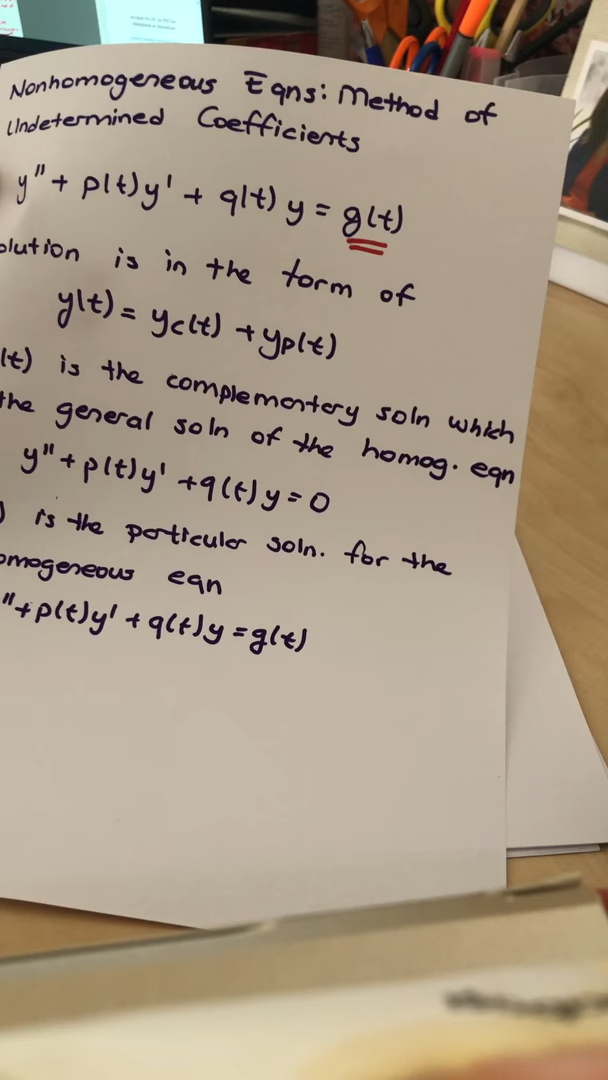 Nonhomogeneous Eqns: Method of
Undetermined Coefficients
y" + p(t)y' + q(t) y = g(t)
olution is in the form of
y(t) = yc(t) + yp(t)
(t) is the complementary soln which
the general soln of the homog. eqn
y" + p(t)y' + q(t)y = 0
) is the particular soln. for the
omogeneous eqn
" + p(t)y' + q(t)y = g(t)